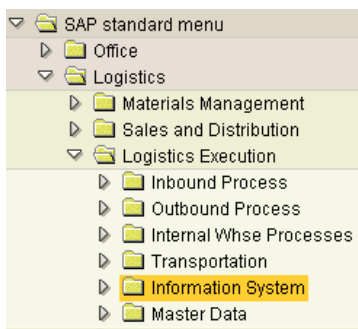 SAP standard menu
Office
Logistics
Materials Management
Sales and Distribution
Logistics Execution
Inbound Process
Outbound Process
Internal Whse Processes
Transportation
Information System
Master Data